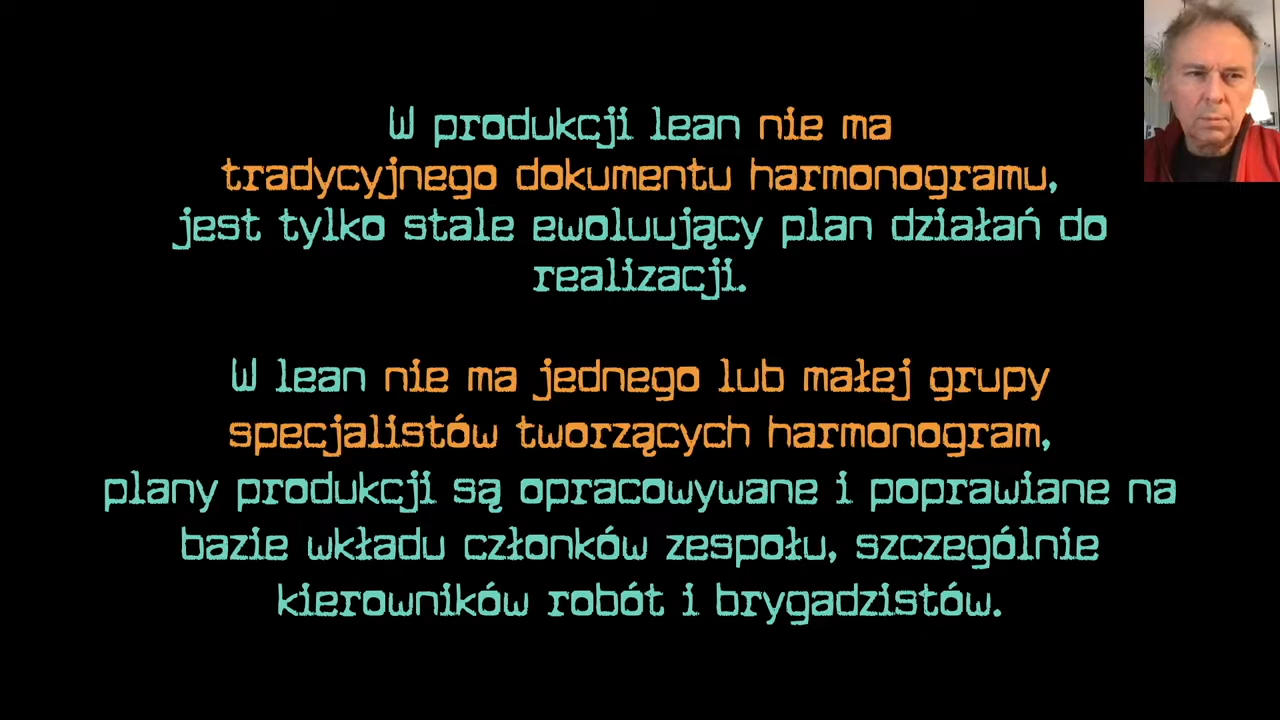 W produkcji lean nie ma
tradycyjnego dokumentu harmonogramu,
jest tylko stale ewoluujący plan działań do
realizacji.
W lean nie ma jednego lub małej grupy
specjalistów tworzących harmonogram,
plany produkcji są opracowywane i poprawiane na
bazie wkładu członków zespołu, szczególnie
kierowników robót i brygadzistów.